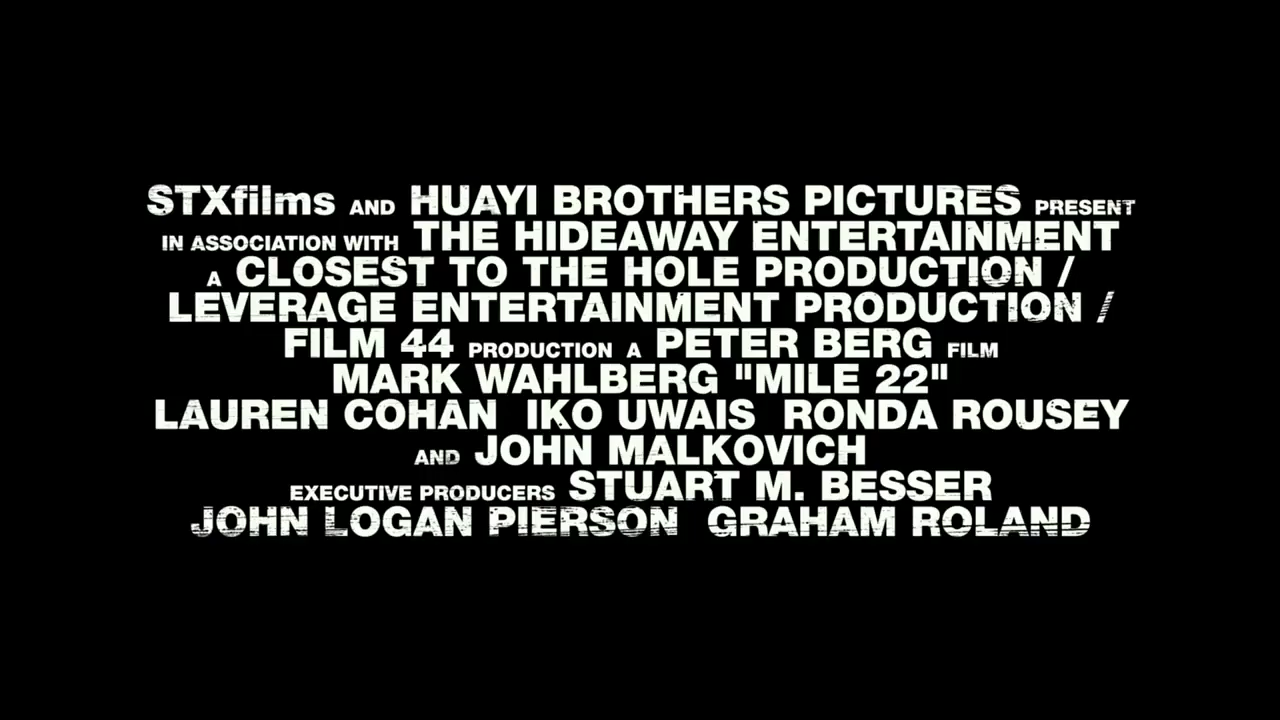 STXfilms AND HUAYI BROTHERS PICTURES PRESENT
IN ASSOCIATION WITH THE HIDEAWAY ENTERTAINMENT
A CLOSEST TO THE HOLE PRODUCTION /
LEVERAGE ENTERTAINMENT PRODUCTION /
FILM 44 PRODUCTION A PETER BERG FILM
MARK WAHLBERG "MILE 22"
LAUREN COHAN IKO UWAIS RONDA ROUSEY
AND JOHN MALKOVICH
EXECUTIVE PRODUCERS STUART M. BESSER
JOHN LOGAN PIERSON GRAHAM ROLAND